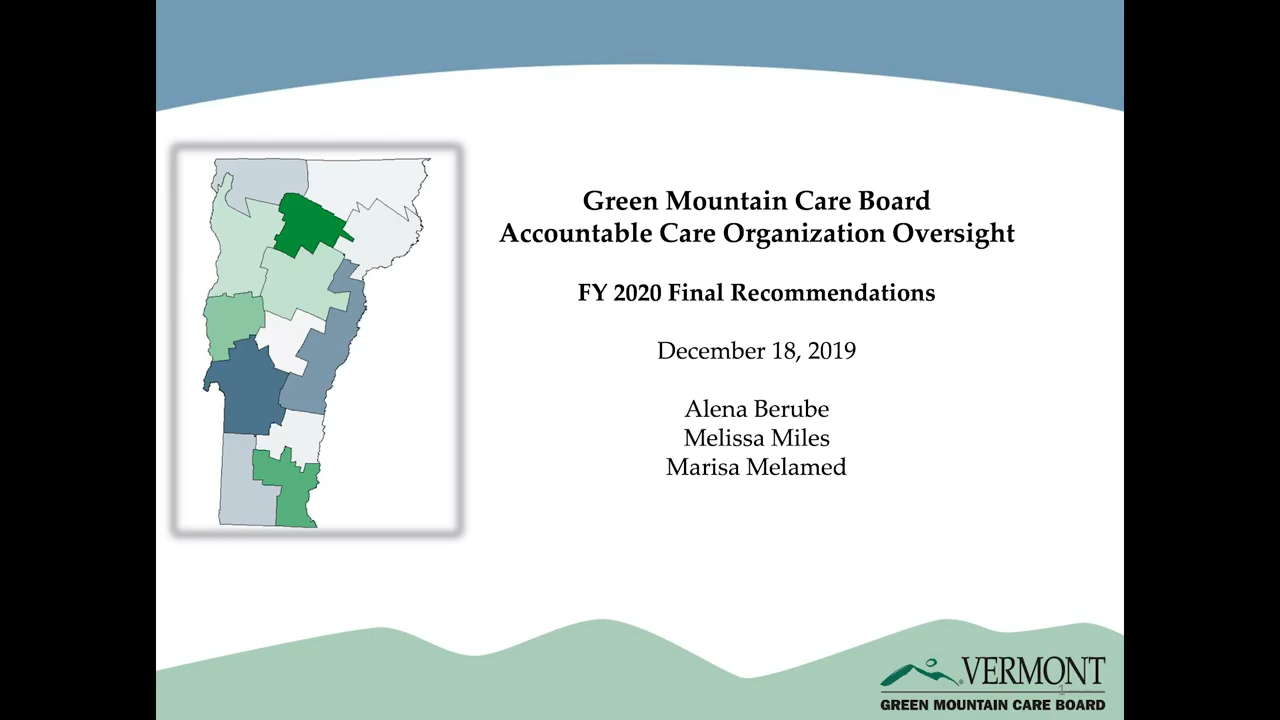 Green Mountain Care Board
Accountable Care Organization Oversight
FY 2020 Final Recommendations
December 18, 2019
Alena Berube
Melissa Miles
Marisa Melamed
VERMONT
1
GREEN MOUNTAIN CARE BOARD